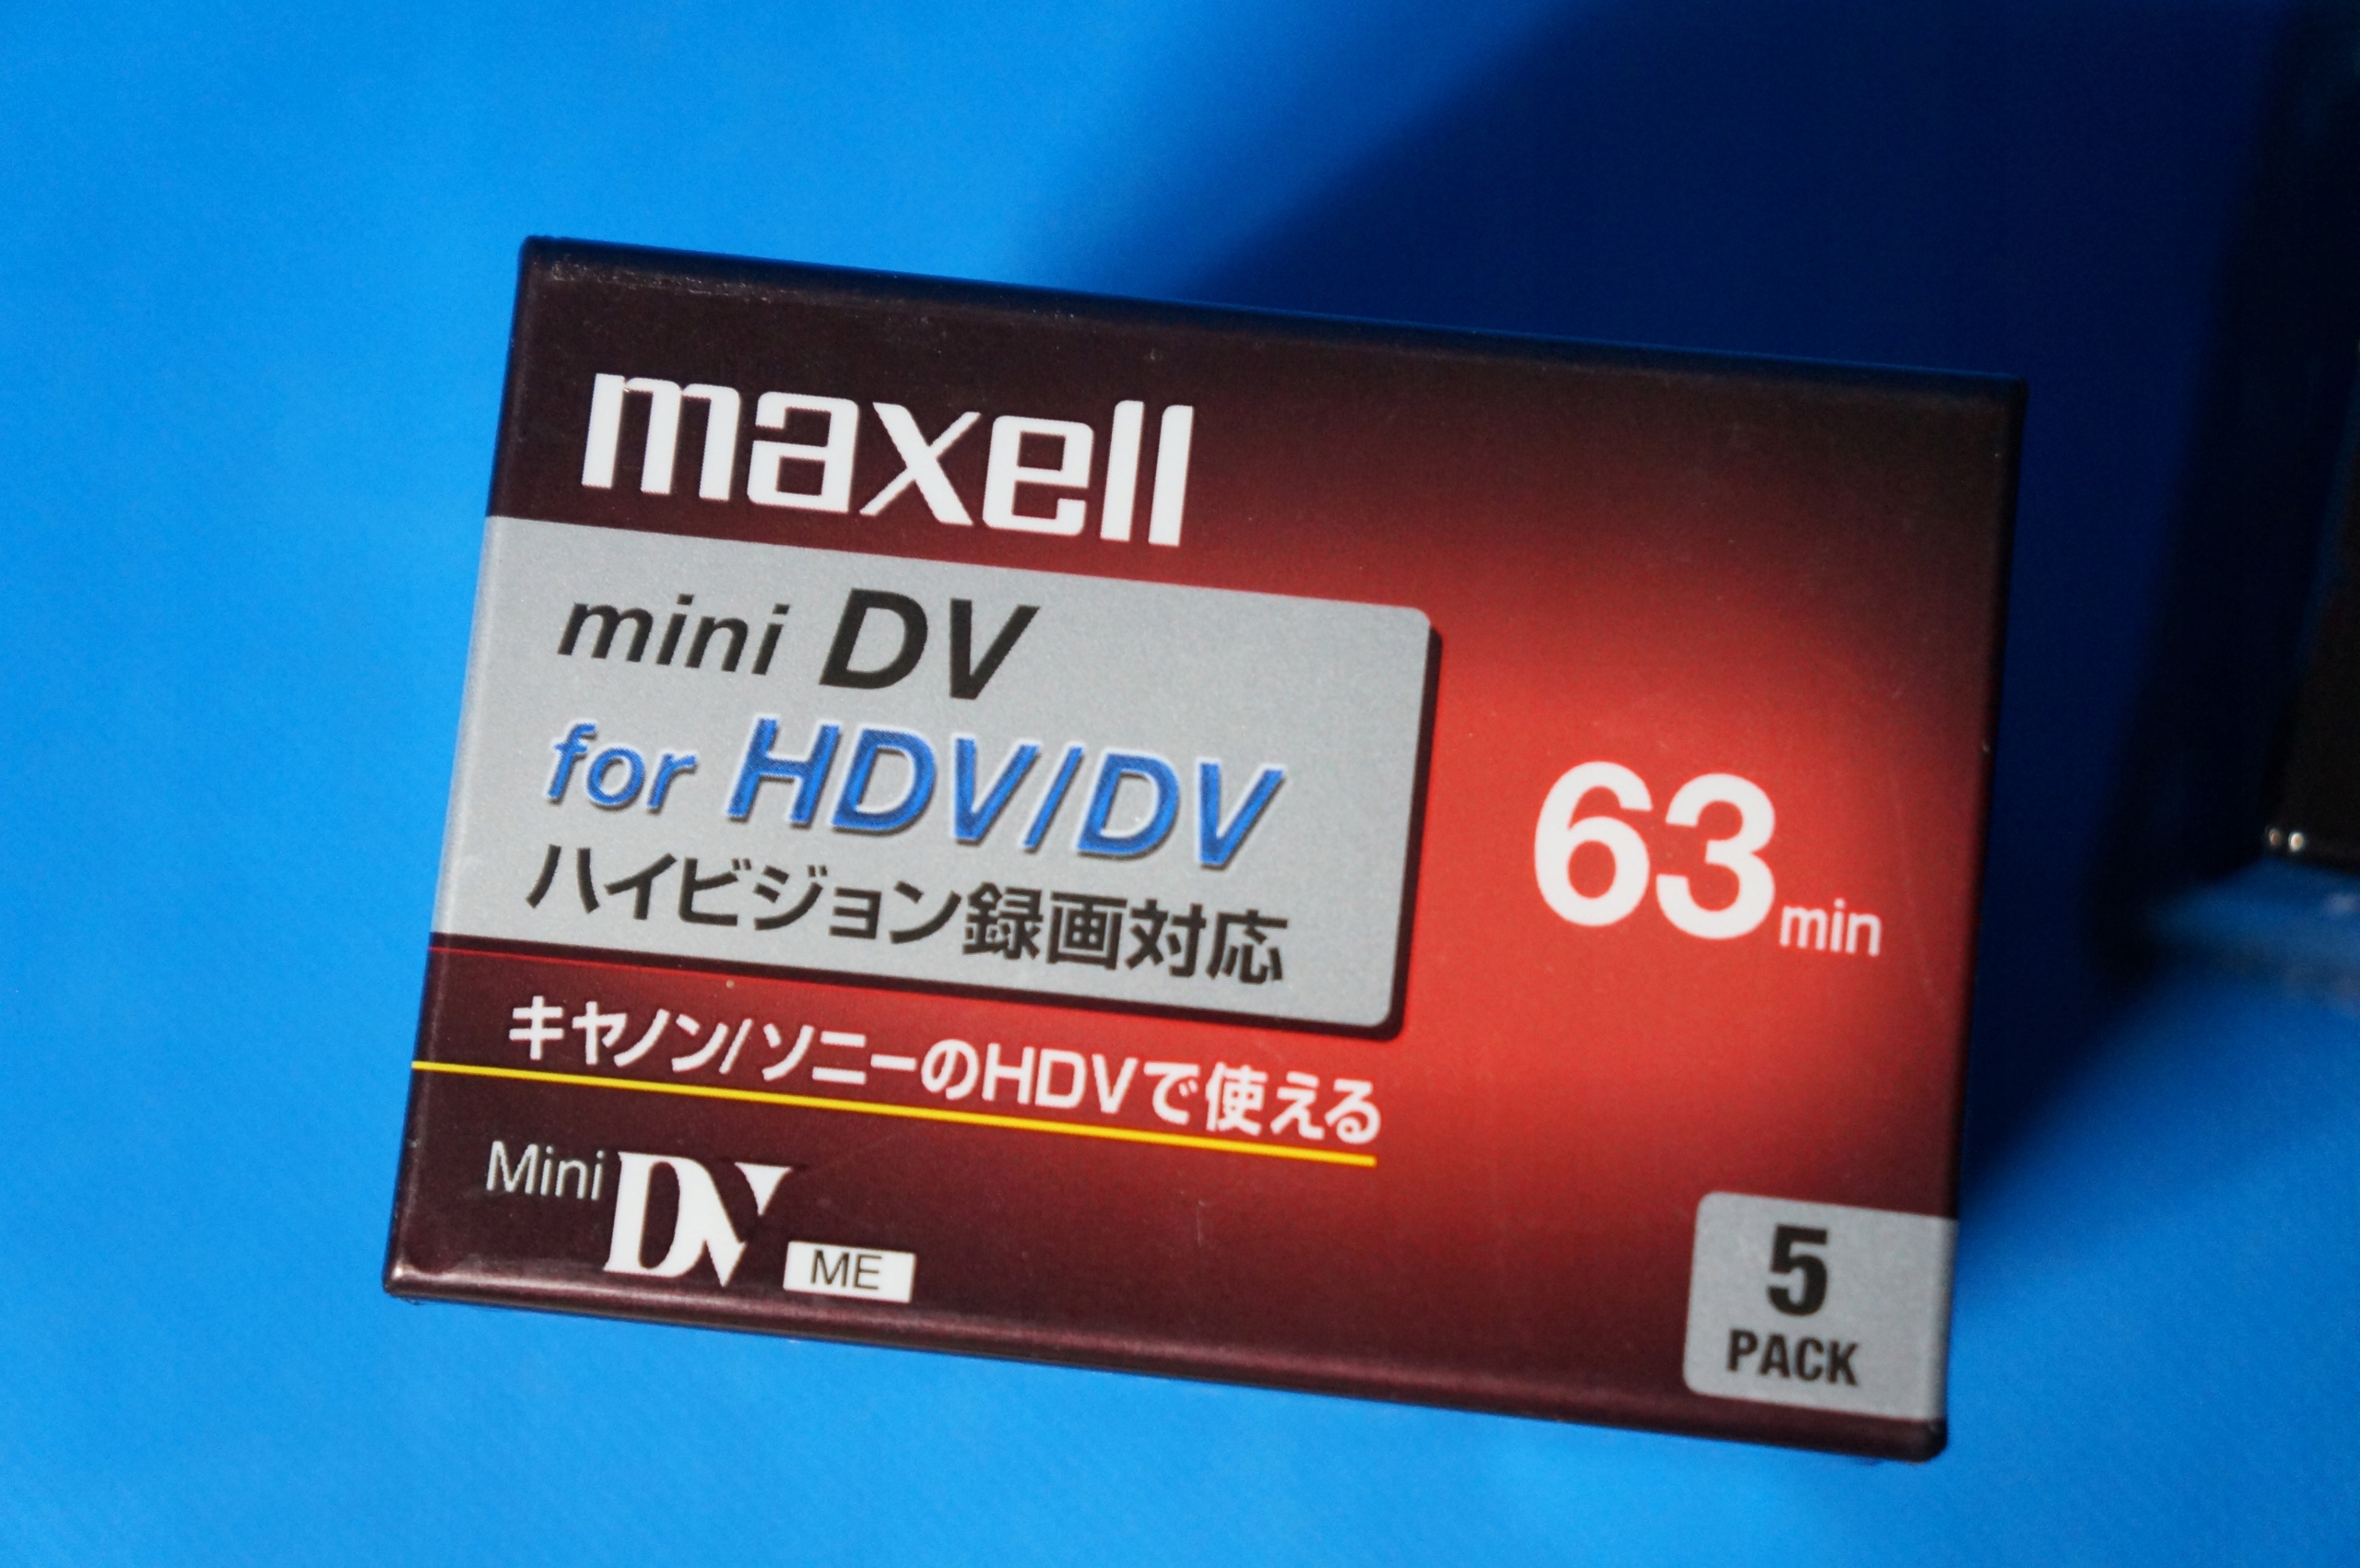 maxell
mini DV
for HDV/DV
ハイビジョン録画対応
63min
キヤノン/ソニーのHDVで使える
Mini DV ME
5
PACK